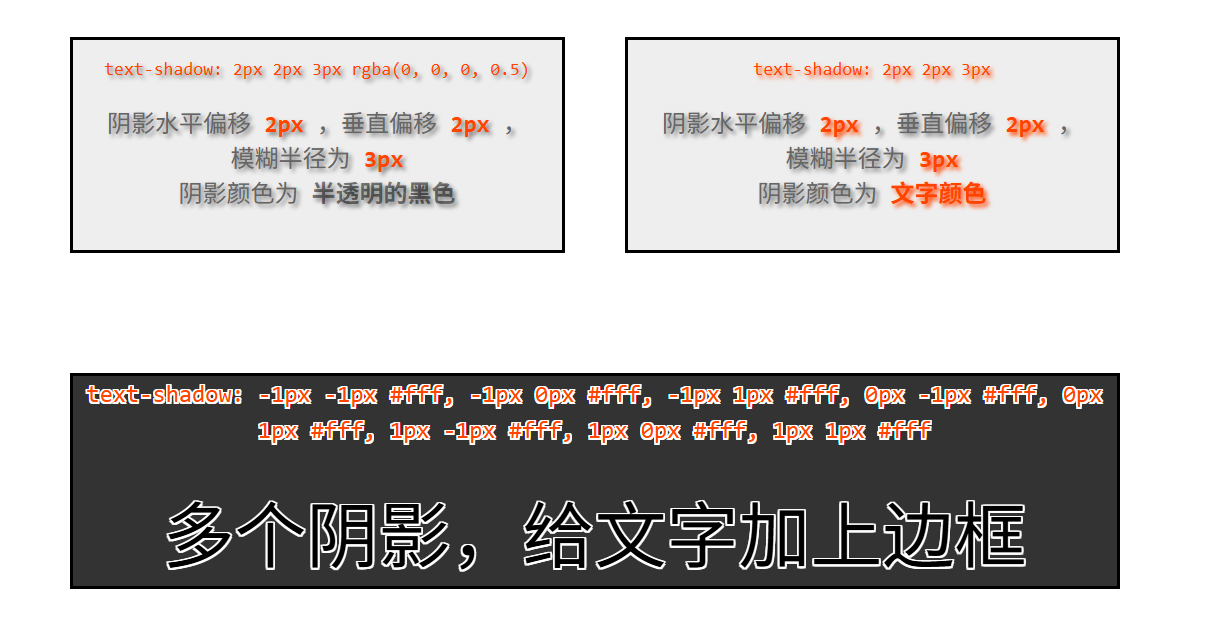 text-shadow: 2px 2px 3px rgba(0, 0, 0, 0.5)
阴影水平偏移 2px ，垂直偏移 2px ，
模糊半径为 3px
阴影颜色为 半透明的黑色
text-shadow: 2px 2px 3px
阴影水平偏移 2px ，垂直偏移 2px ，
模糊半径为 3px
阴影颜色为 文字颜色
text-shadow: -1px -1px #fff, -1px 0px #fff, -1px 1px #fff, 0px -1px #fff, 0px
1px #fff, 1px -1px #fff, 1px 0px #fff, 1px 1px #fff
多个阴影，给文字加上边框